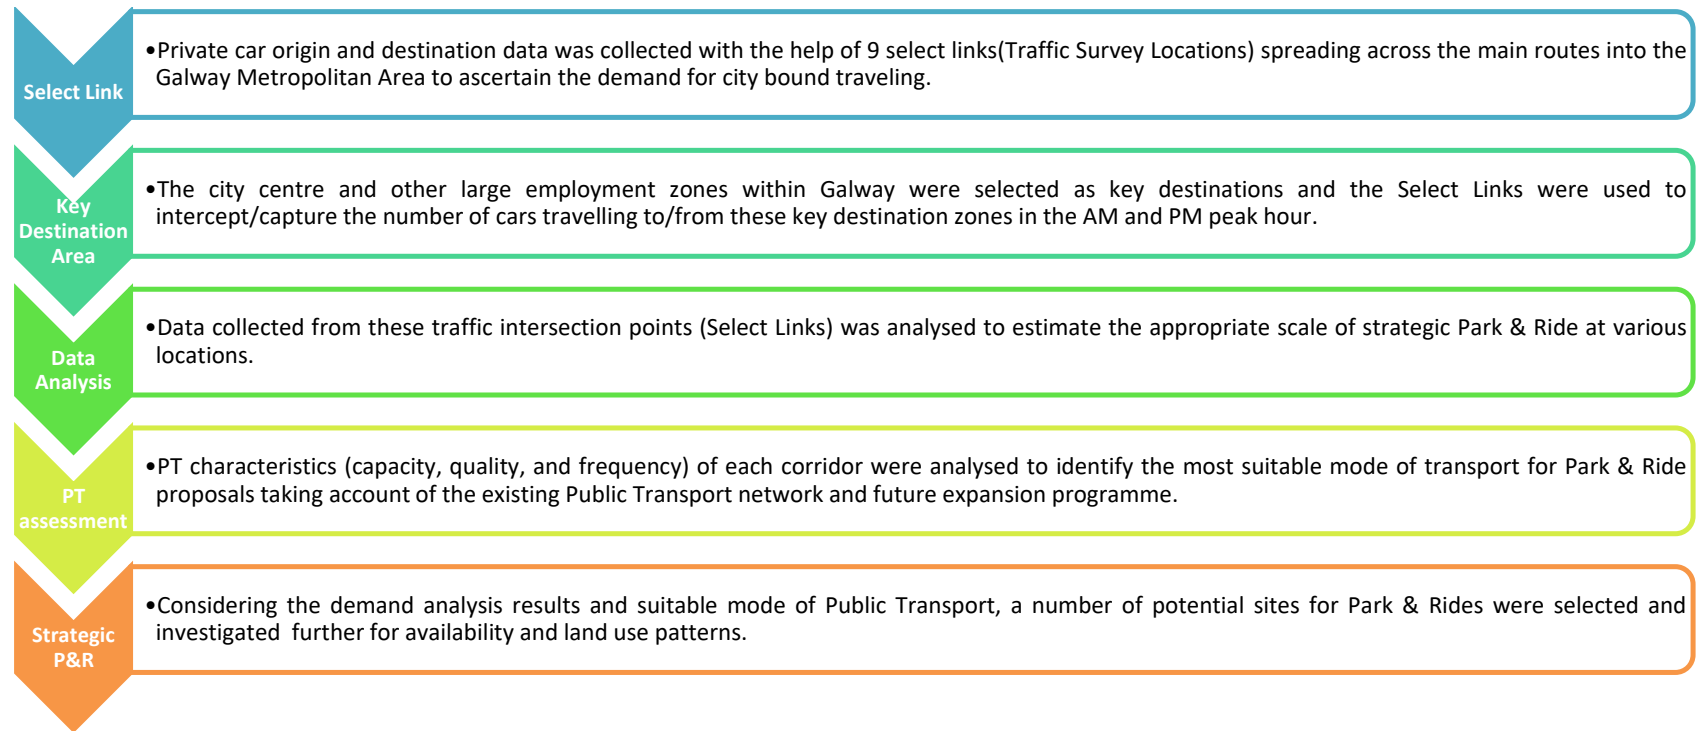 Select Link
•Private car origin and destination data was collected with the help of 9 select links(Traffic Survey Locations) spreading across the main routes into the
Galway Metropolitan Area to ascertain the demand for city bound traveling.
Key
Destination
Area
•The city centre and other large employment zones within Galway were selected as key destinations and the Select Links were used to
intercept/capture the number of cars travelling to/from these key destination zones in the AM and PM peak hour.
Data
Analysis
•Data collected from these traffic intersection points (Select Links) was analysed to estimate the appropriate scale of strategic Park & Ride at various
locations.
PT
assessment
•PT characteristics (capacity, quality, and frequency) of each corridor were analysed to identify the most suitable mode of transport for Park & Ride
proposals taking account of the existing Public Transport network and future expansion programme.
Strategic
P&R
•Considering the demand analysis results and suitable mode of Public Transport, a number of potential sites for Park & Rides were selected and
investigated further for availability and land use patterns.